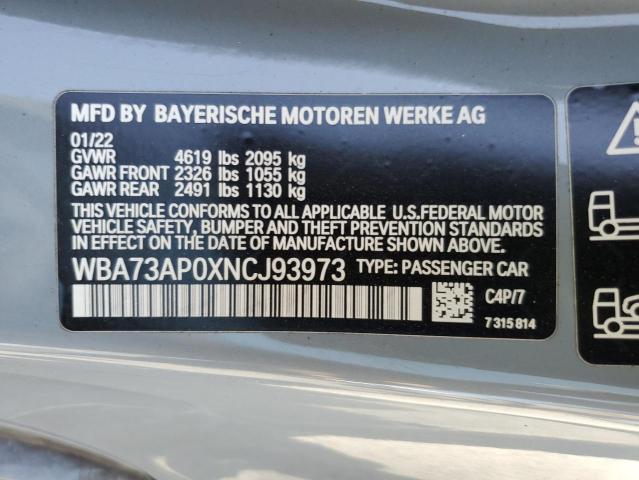 MFD BY BAYERISCHE MOTOREN WERKE AG
01/22
GVWR 4619 lbs 2095 kg
GAWR FRONT 2326 lbs 1055 kg
GAWR REAR 2491 lbs 1130 kg
THIS VEHICLE CONFORMS TO ALL APPLICABLE U.S.FEDERAL MOTOR
VEHICLE SAFETY, BUMPER AND THEFT PREVENTION STANDARDS
IN EFFECT ON THE DATE OF MANUFACTURE SHOWN ABOVE.
WBA73AP0XNCJ93973 TYPE: PASSENGER CAR
C4P/7
7 315 814